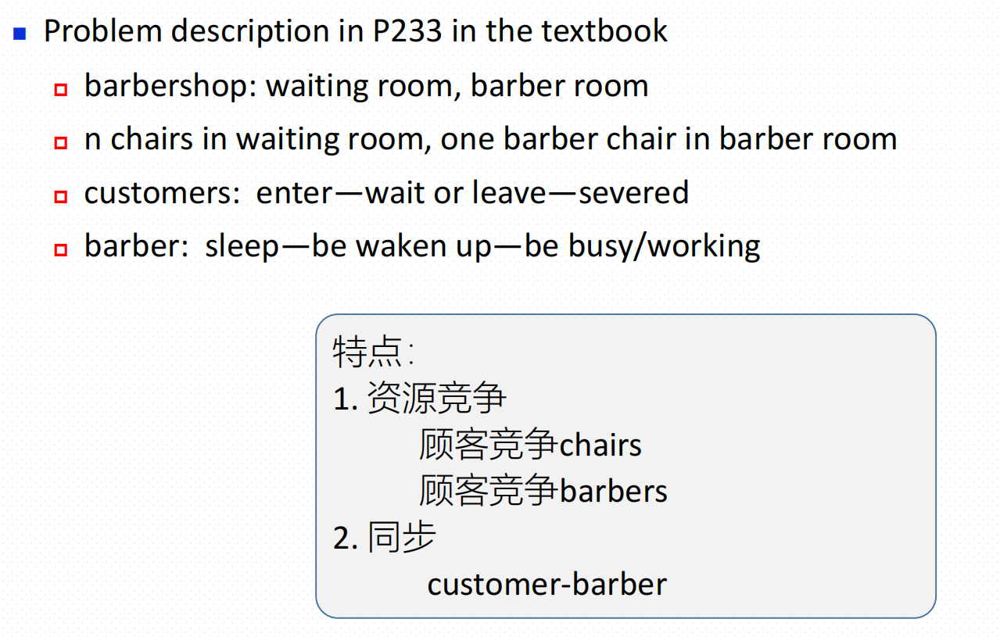 Problem description in P233 in the textbook
barbershop: waiting room, barber room
n chairs in waiting room, one barber chair in barber room
customers: enter—wait or leave—severed
barber: sleep—be waken up—be busy/working
特点：
1. 资源竞争
顾客竞争chairs
顾客竞争barbers
2. 同步
customer-barber